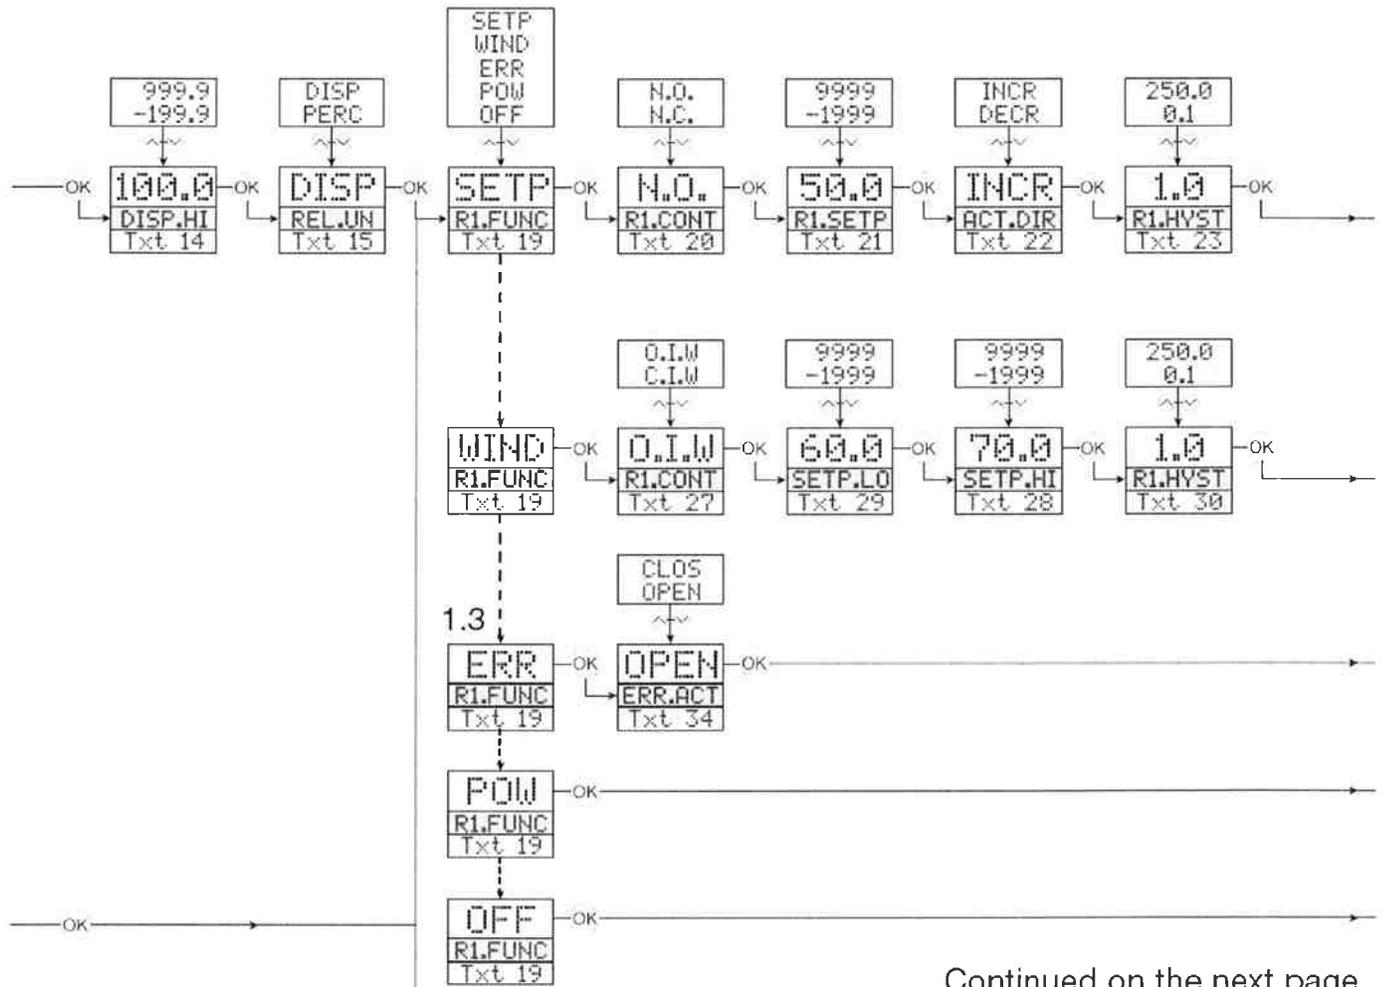 SETP
WIND
ERR
POW
OFF
999.9
-199.9
DISP
PERC
N.O.
N.C.
9999
-1999
INCR
DECR
250.0
0.1
OK
100.0
DISP.HI
Txt 14
OK
DISP
REL.UN
Txt 15
OK
SETP
R1.FUNC
Txt 19
OK
N.O.
R1.CONT
Txt 20
OK
50.0
R1.SETP
Txt 21
OK
INCR
ACT.DIR
Txt 22
OK
1.0
R1.HYST
Txt 23
OK
O.I.W
C.I.W
9999
-1999
9999
-1999
250.0
0.1
WIND
R1.FUNC
Txt 19
OK
O.I.W
R1.CONT
Txt 27
OK
60.0
SETP.LO
Txt 29
OK
70.0
SETP.HI
Txt 28
OK
1.0
R1.HYST
Txt 30
OK
CLOS
OPEN
1.3
ERR
R1.FUNC
Txt 19
OK
OPEN
ERR.ACT
Txt 34
OK
POW
R1.FUNC
Txt 19
OK
OK
OFF
R1.FUNC
Txt 19
OK
Continued on the next page